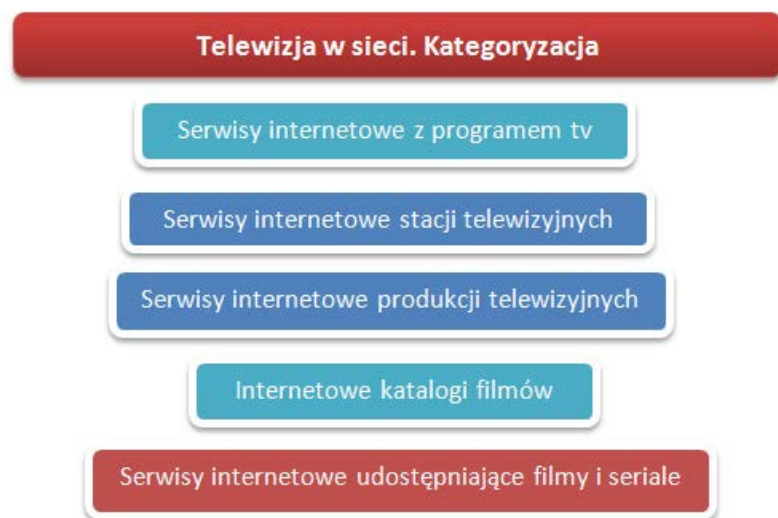 Telewizja w sieci. Kategoryzacja
Serwisy internetowe z programem tv
Serwisy internetowe stacji telewizyjnych
Serwisy internetowe produkcji telewizyjnych
Internetowe katalogi filmów
Serwisy internetowe udostępniające filmy i seriale